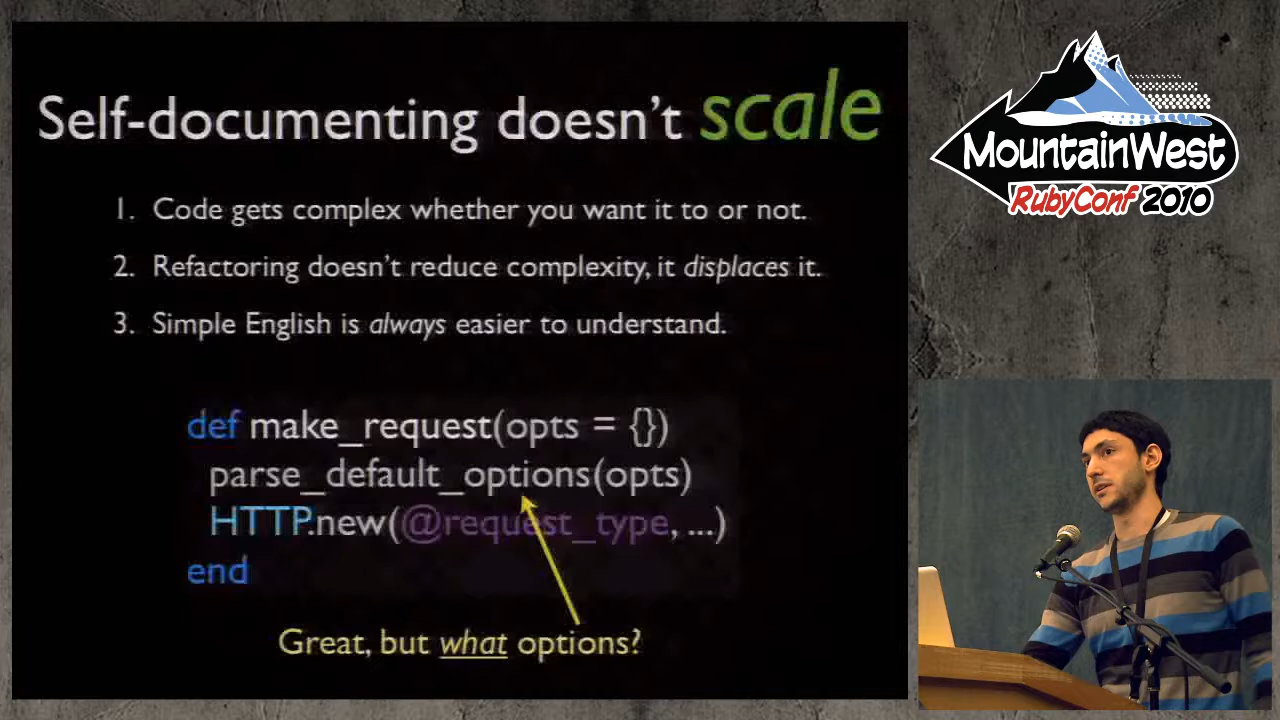 Self-documenting doesn't scale
1. Code gets complex whether you want it to or not.
2. Refactoring doesn't reduce complexity, it displaces it.
3. Simple English is always easier to understand.
def make_request(opts = {})
parse_default_options(opts)
HTTP.new(@request_type, ...)
end
Great, but what options?
MountainWest
RubyConf 2010